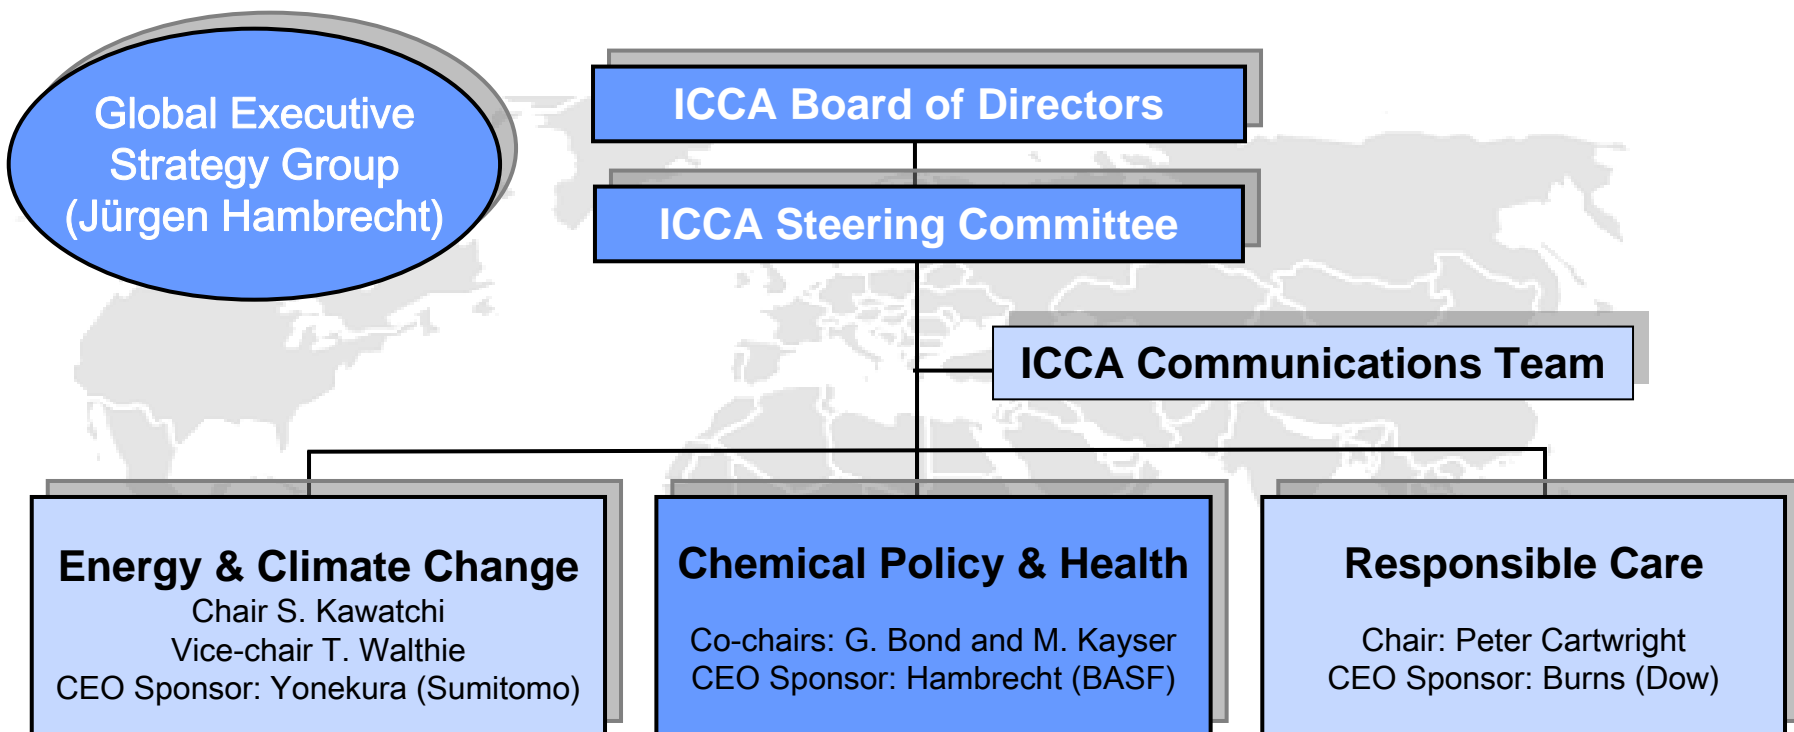 Global Executive
Strategy Group
(Jürgen Hambrecht)
ICCA Board of Directors
ICCA Steering Committee
ICCA Communications Team
Energy & Climate Change
Chair S. Kawatchi
Vice-chair T. Walthie
CEO Sponsor: Yonekura (Sumitomo)
Chemical Policy & Health
Co-chairs: G. Bond and M. Kayser
CEO Sponsor: Hambrecht (BASF)
Responsible Care
Chair: Peter Cartwright
CEO Sponsor: Burns (Dow)